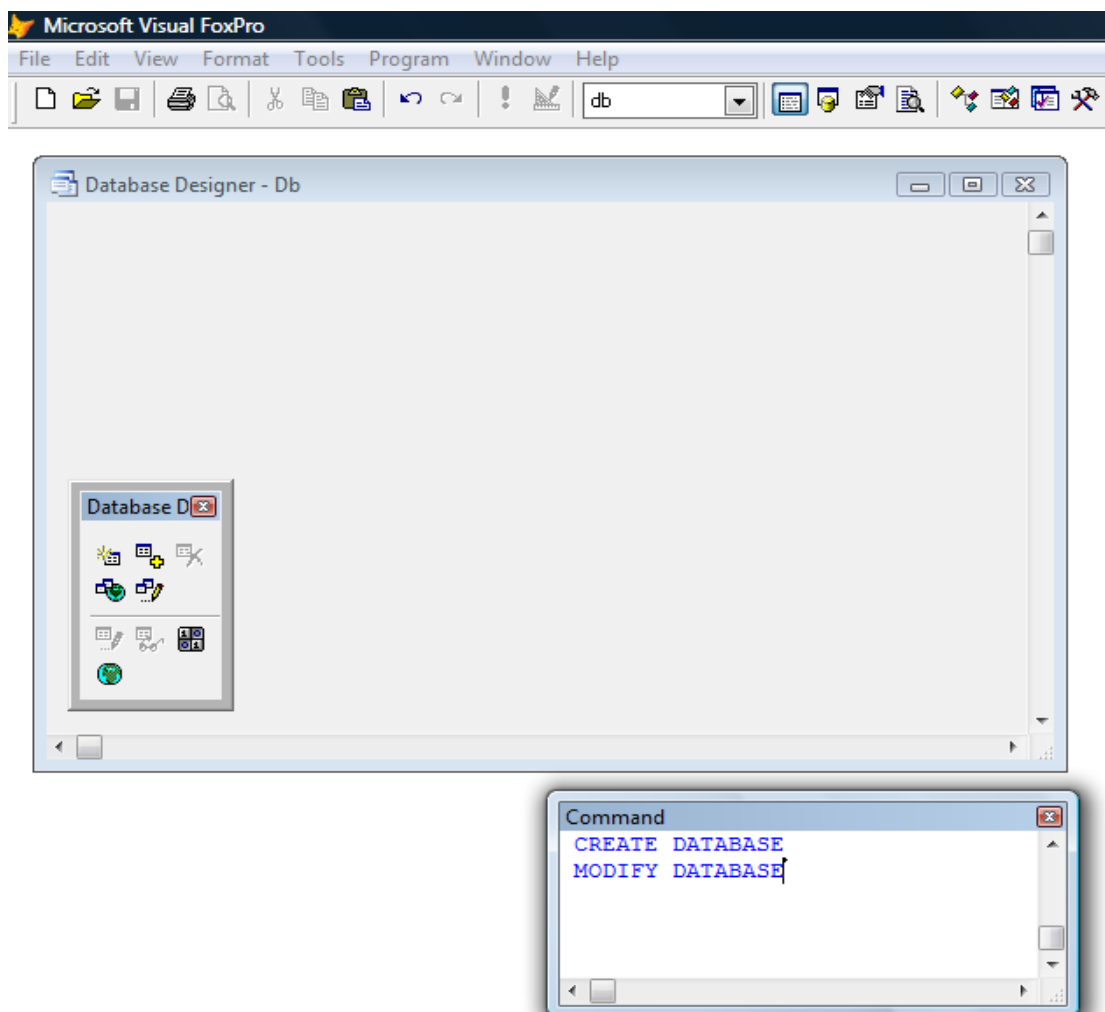 Microsoft Visual FoxPro
File Edit View Format Tools Program Window Help
db
Database Designer - Db
Database D
Command
CREATE DATABASE
MODIFY DATABASE